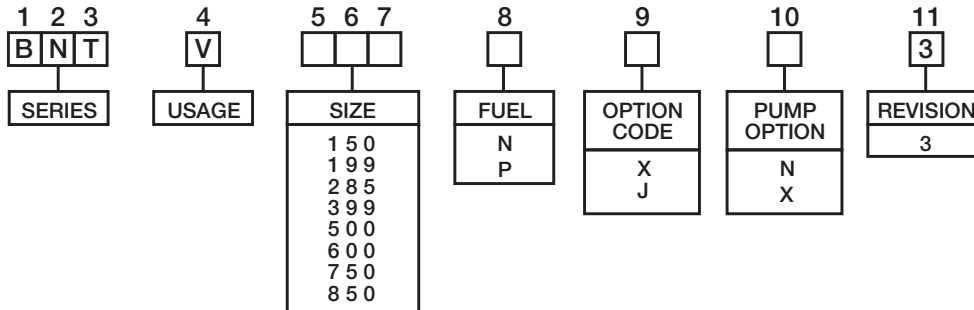 1 2 3 4 5 6 7 8 9 10 11
B N T V 3
SERIES USAGE SIZE FUEL OPTION CODE PUMP OPTION REVISION
1 5 0 N X N 3
1 9 9 P J X
2 8 5
3 9 9
5 0 0
6 0 0
7 5 0
8 5 0